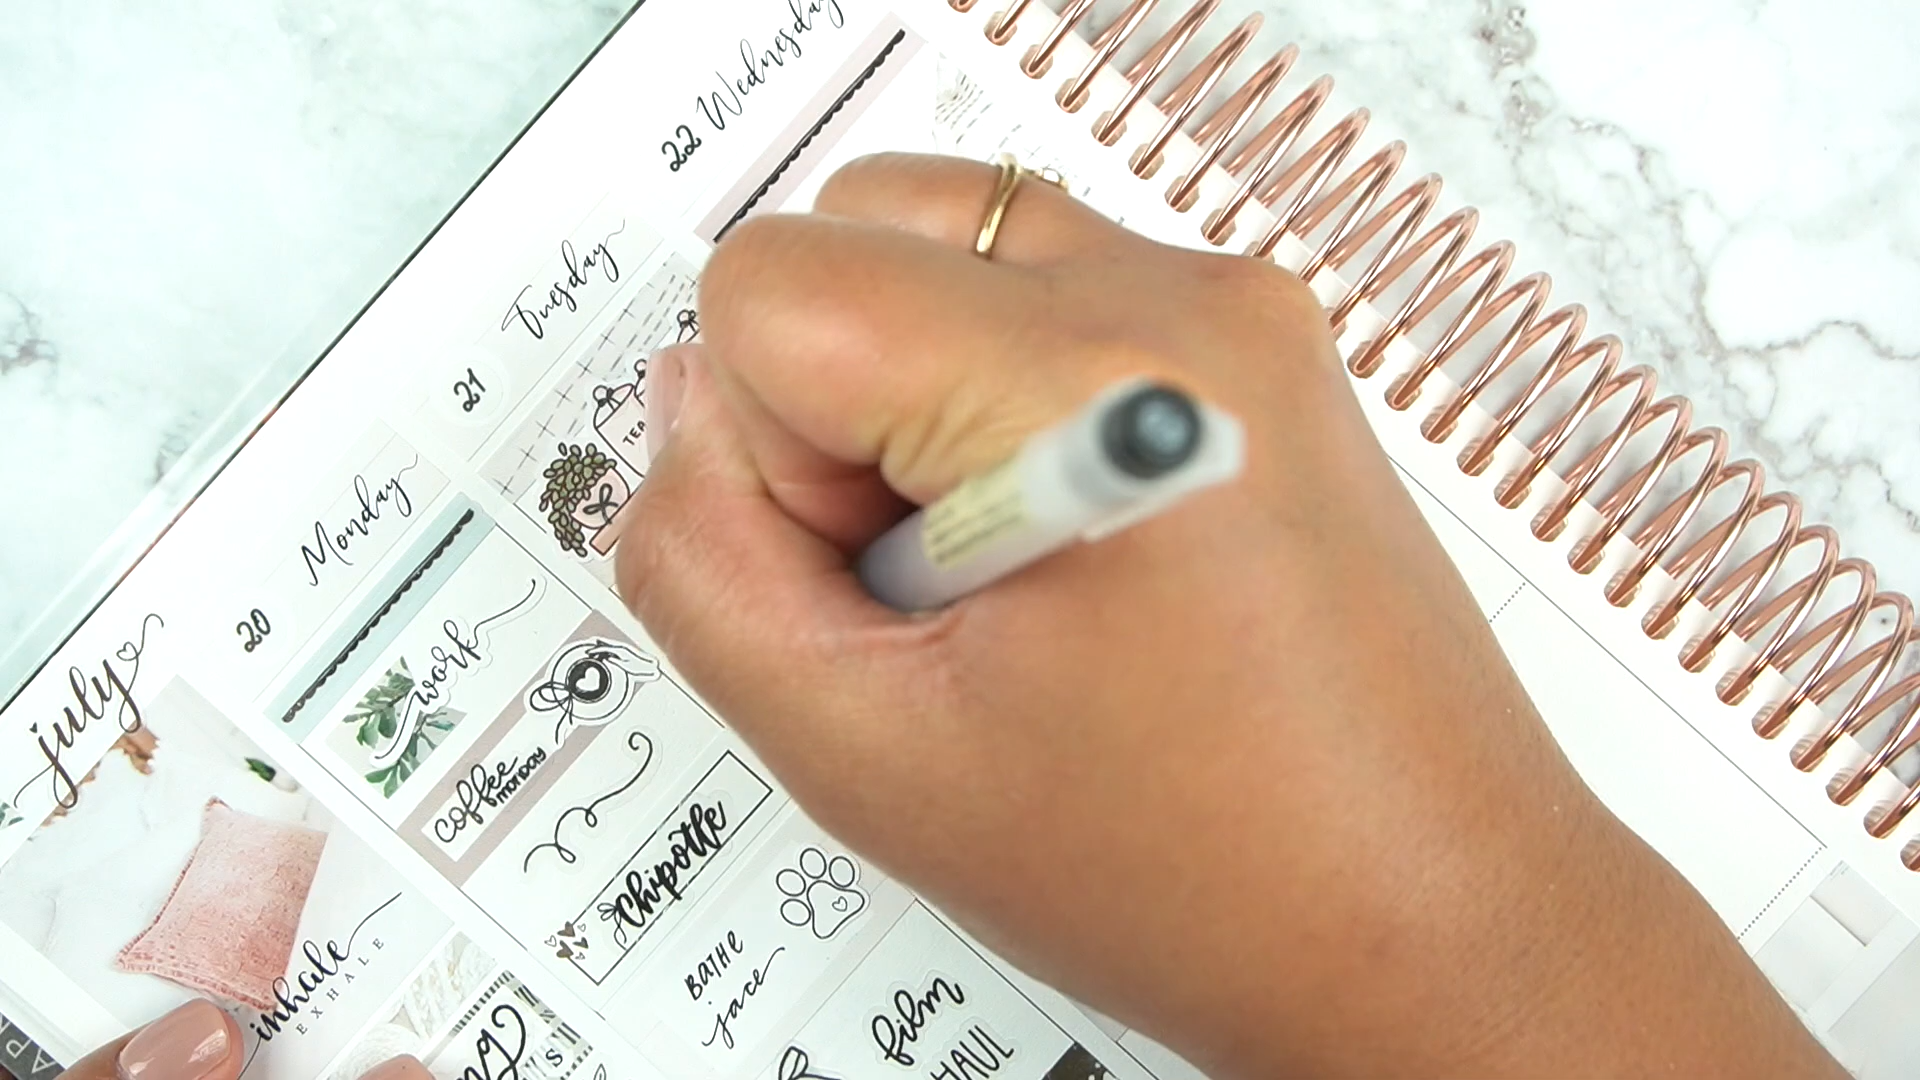 july
20
Monday
work
coffee
monday
Chipotle
BATHE
jace
21
Tuesday
TEA
film
HAUL
22 Wednesday
inhale
EXHALE